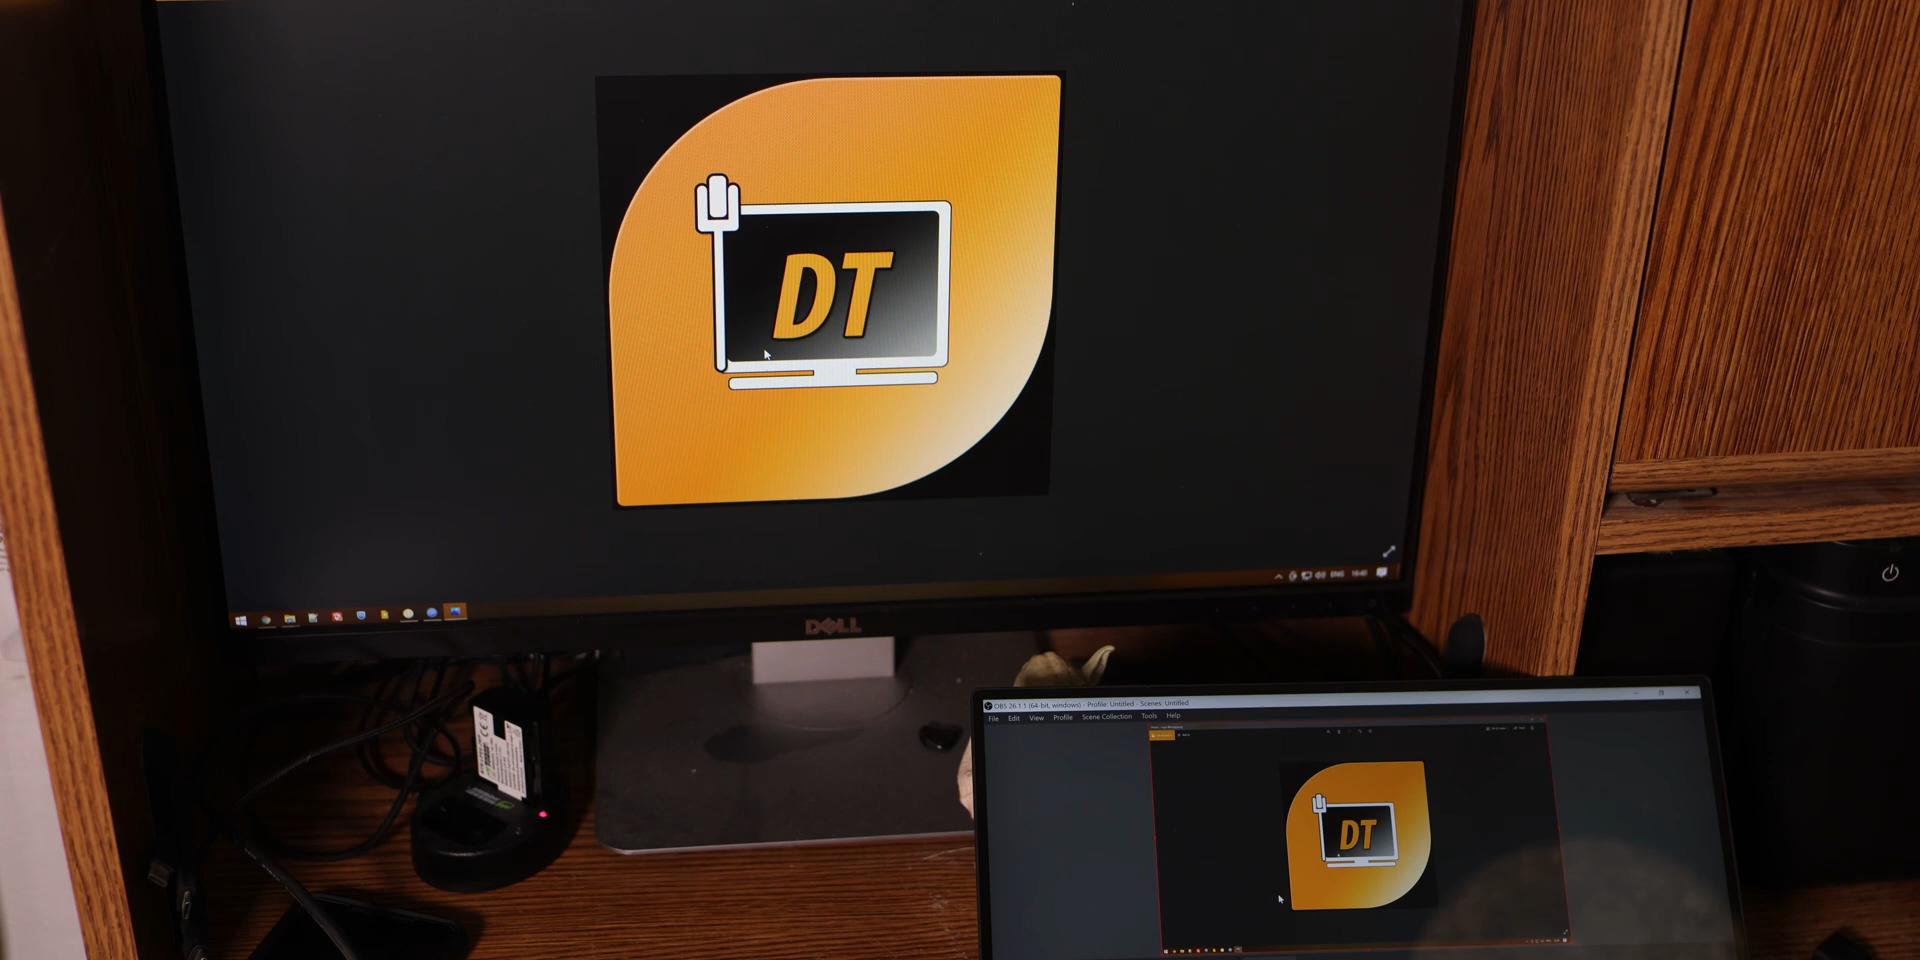 DT
ENG
DELL
OBS 26.1.1 (64-bit, windows) - Profile: Untitled - Scenes: Untitled
File Edit View Profile Scene Collection Tools Help
DT